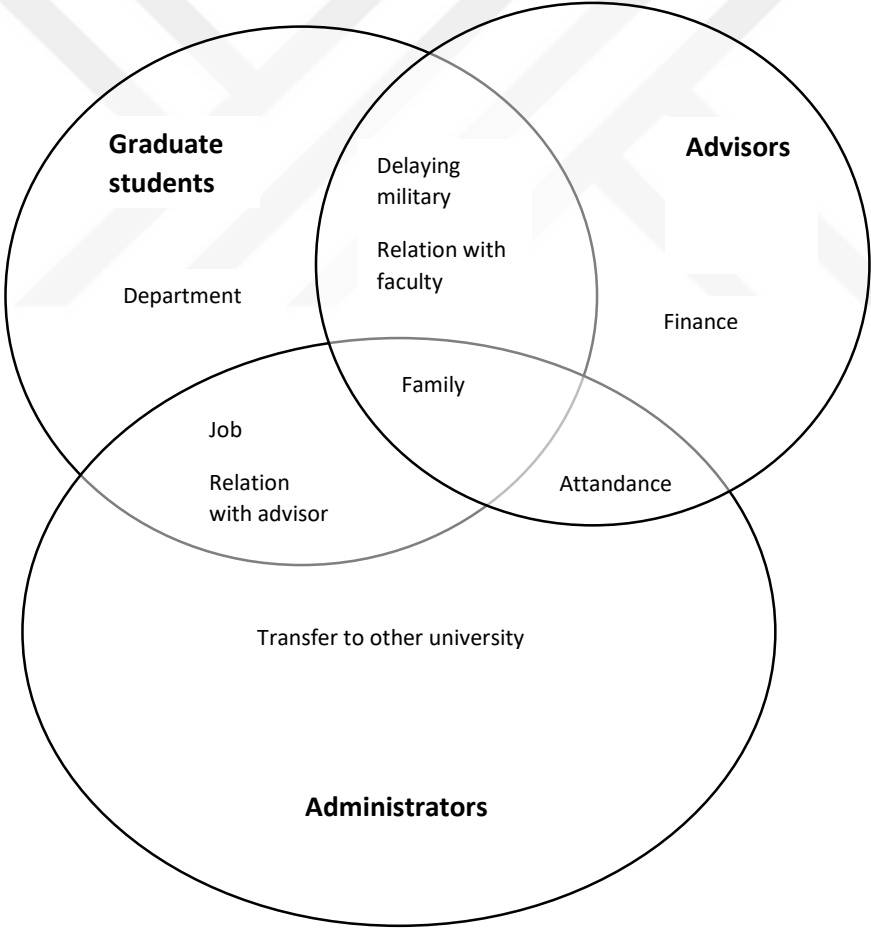 Graduate
students
Advisors
Delaying
military
Relation with
faculty
Department
Finance
Family
Job
Relation
with advisor
Attandance
Transfer to other university
Administrators